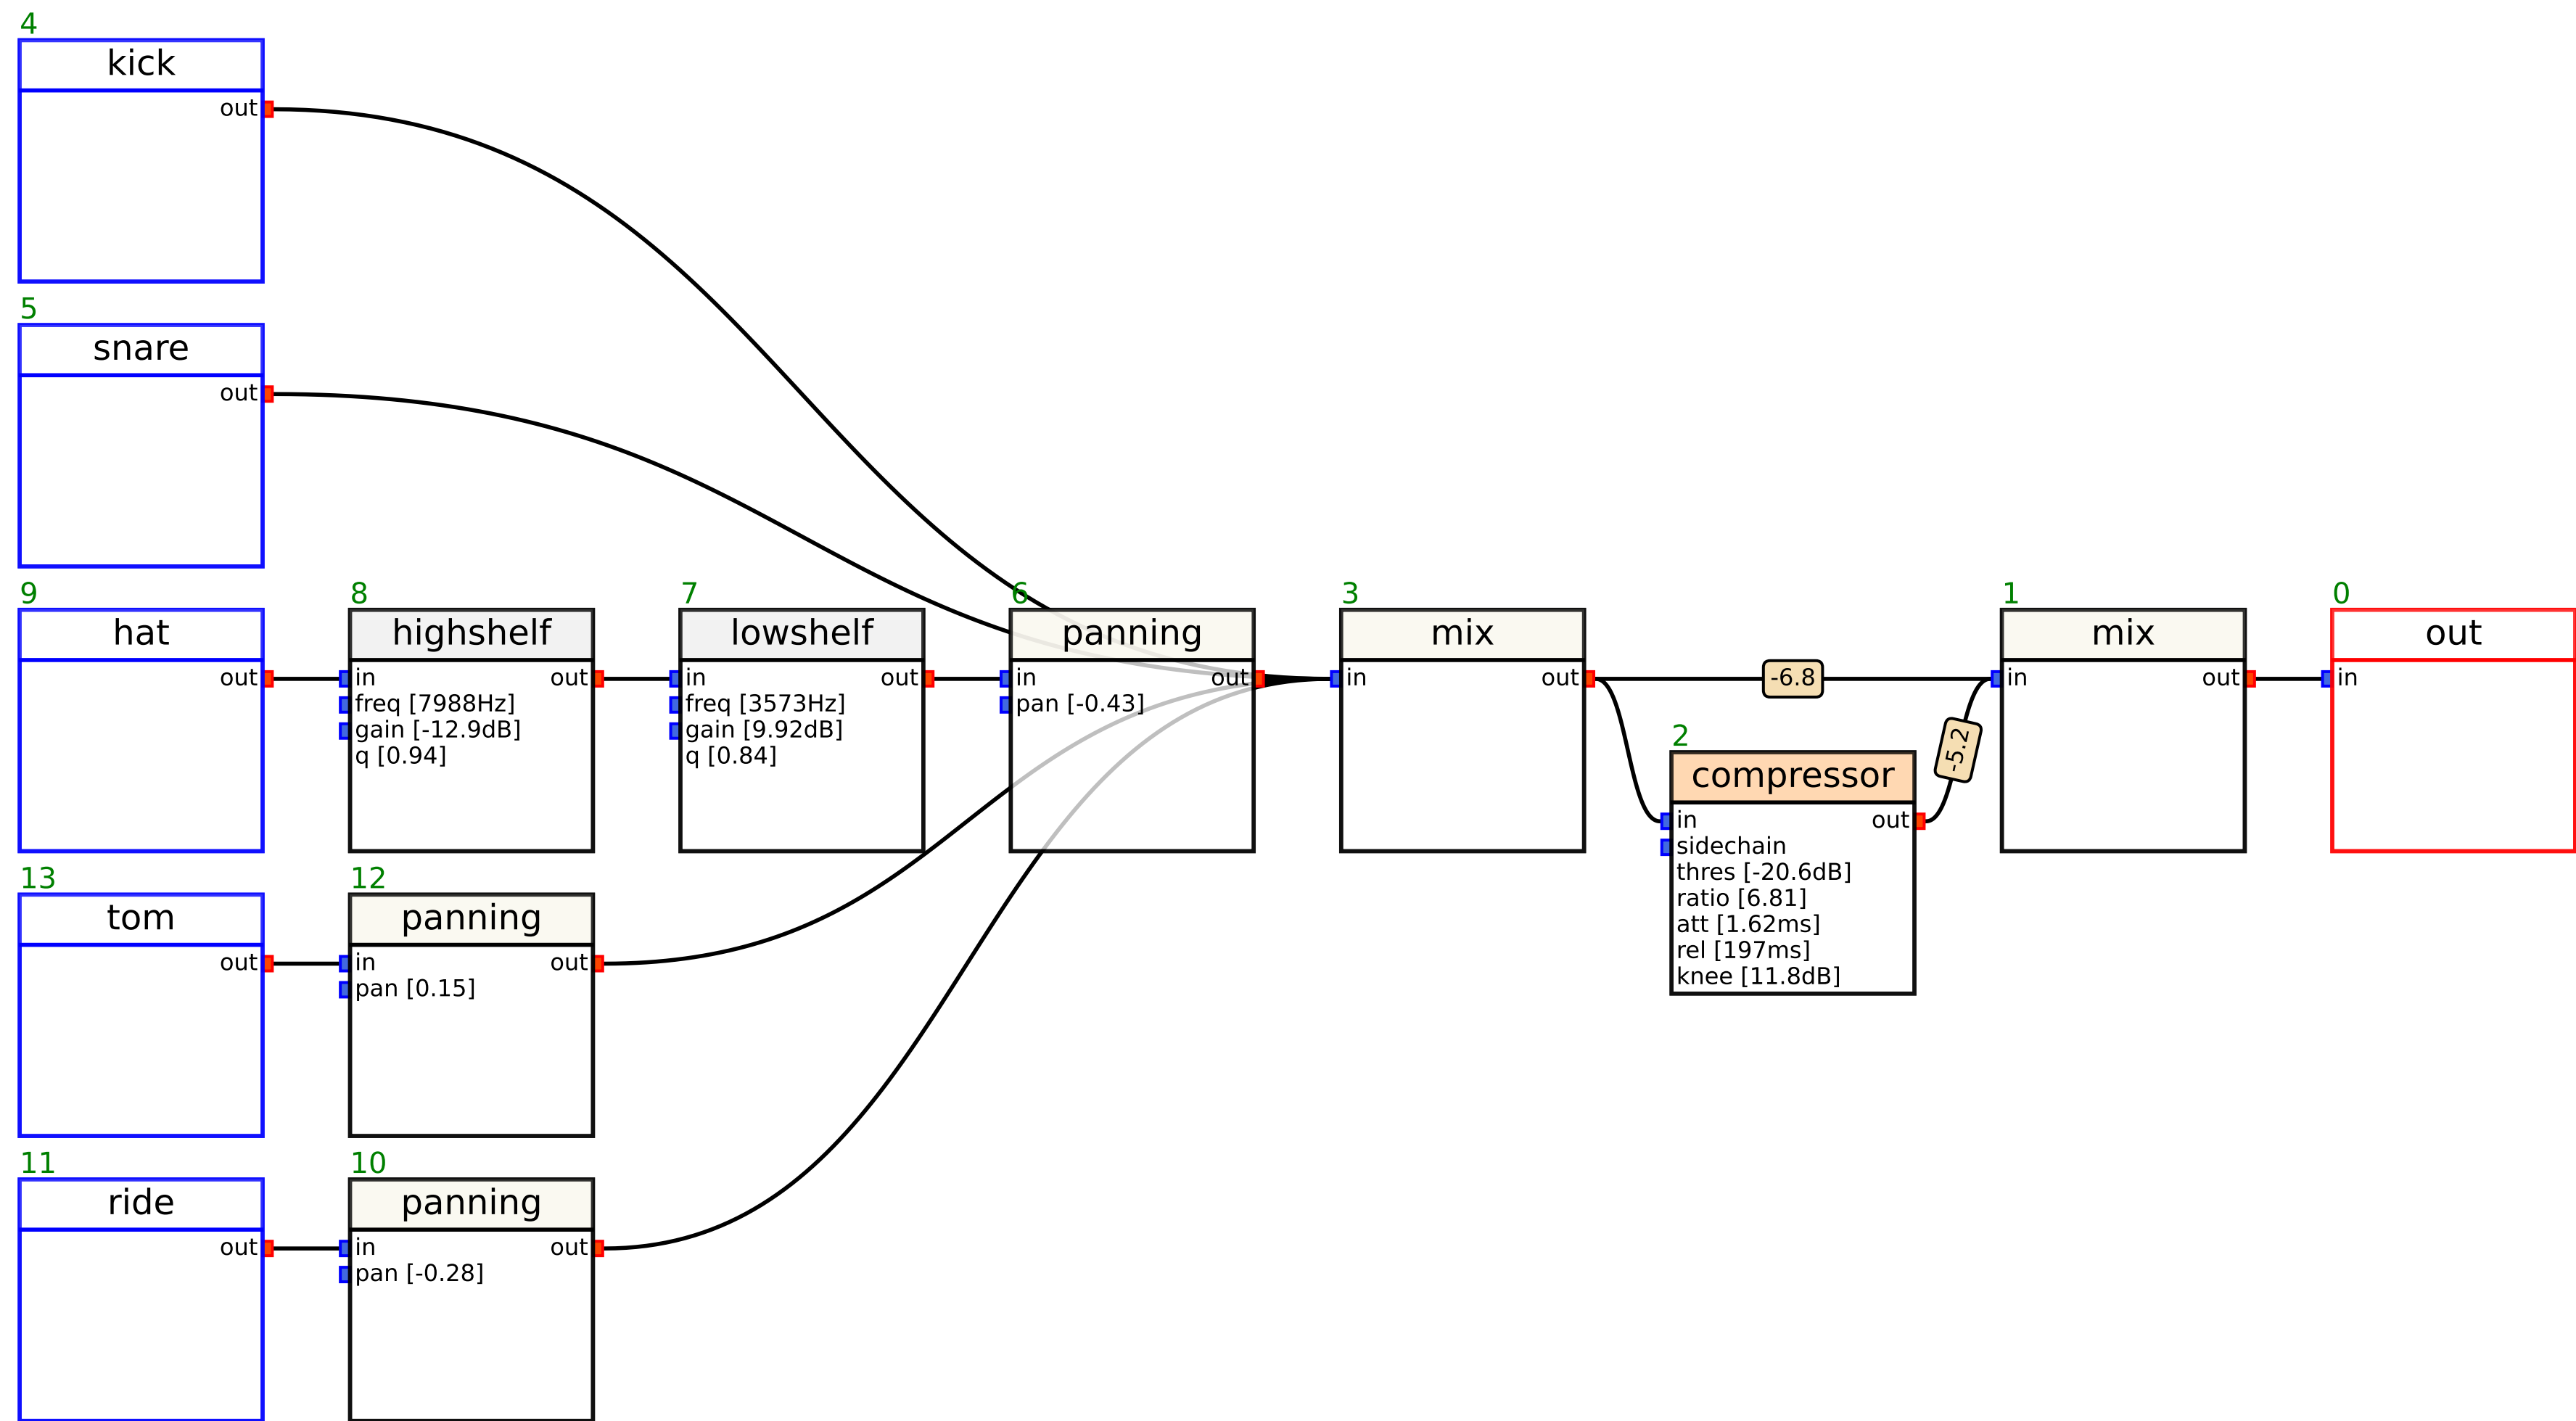 4
kick
out
5
snare
out
9
hat
out
8
highshelf
in out
freq [7988Hz]
gain [-12.9dB]
q [0.94]
7
lowshelf
in out
freq [3573Hz]
gain [9.92dB]
q [0.84]
6
panning
in out
pan [-0.43]
3
mix
in out
-6.8
2
compressor
in out
sidechain
thres [-20.6dB]
ratio [6.81]
att [1.62ms]
rel [197ms]
knee [11.8dB]
-5.2
1
mix
in out
0
out
in
13
tom
out
12
panning
in out
pan [0.15]
11
ride
out
10
panning
in out
pan [-0.28]